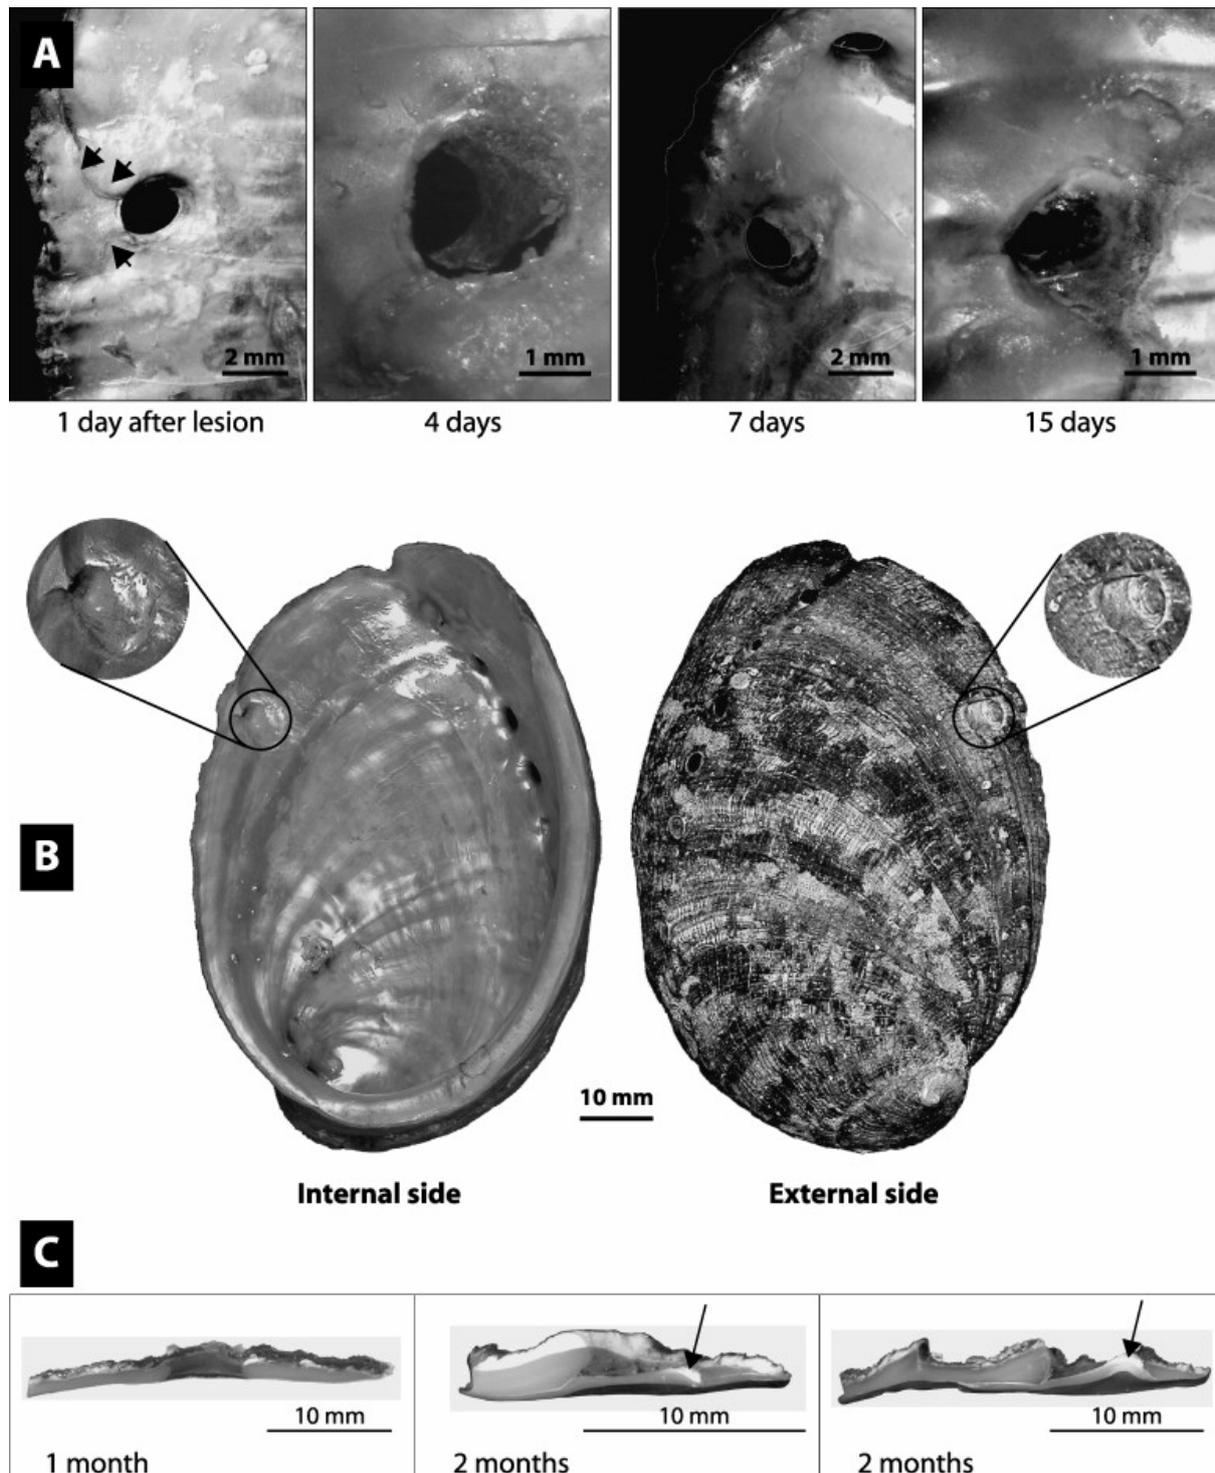 A
2 mm
1 mm
2 mm
1 mm
1 day after lesion
4 days
7 days
15 days
B
10 mm
Internal side
External side
C
10 mm
10 mm
10 mm
1 month
2 months
2 months